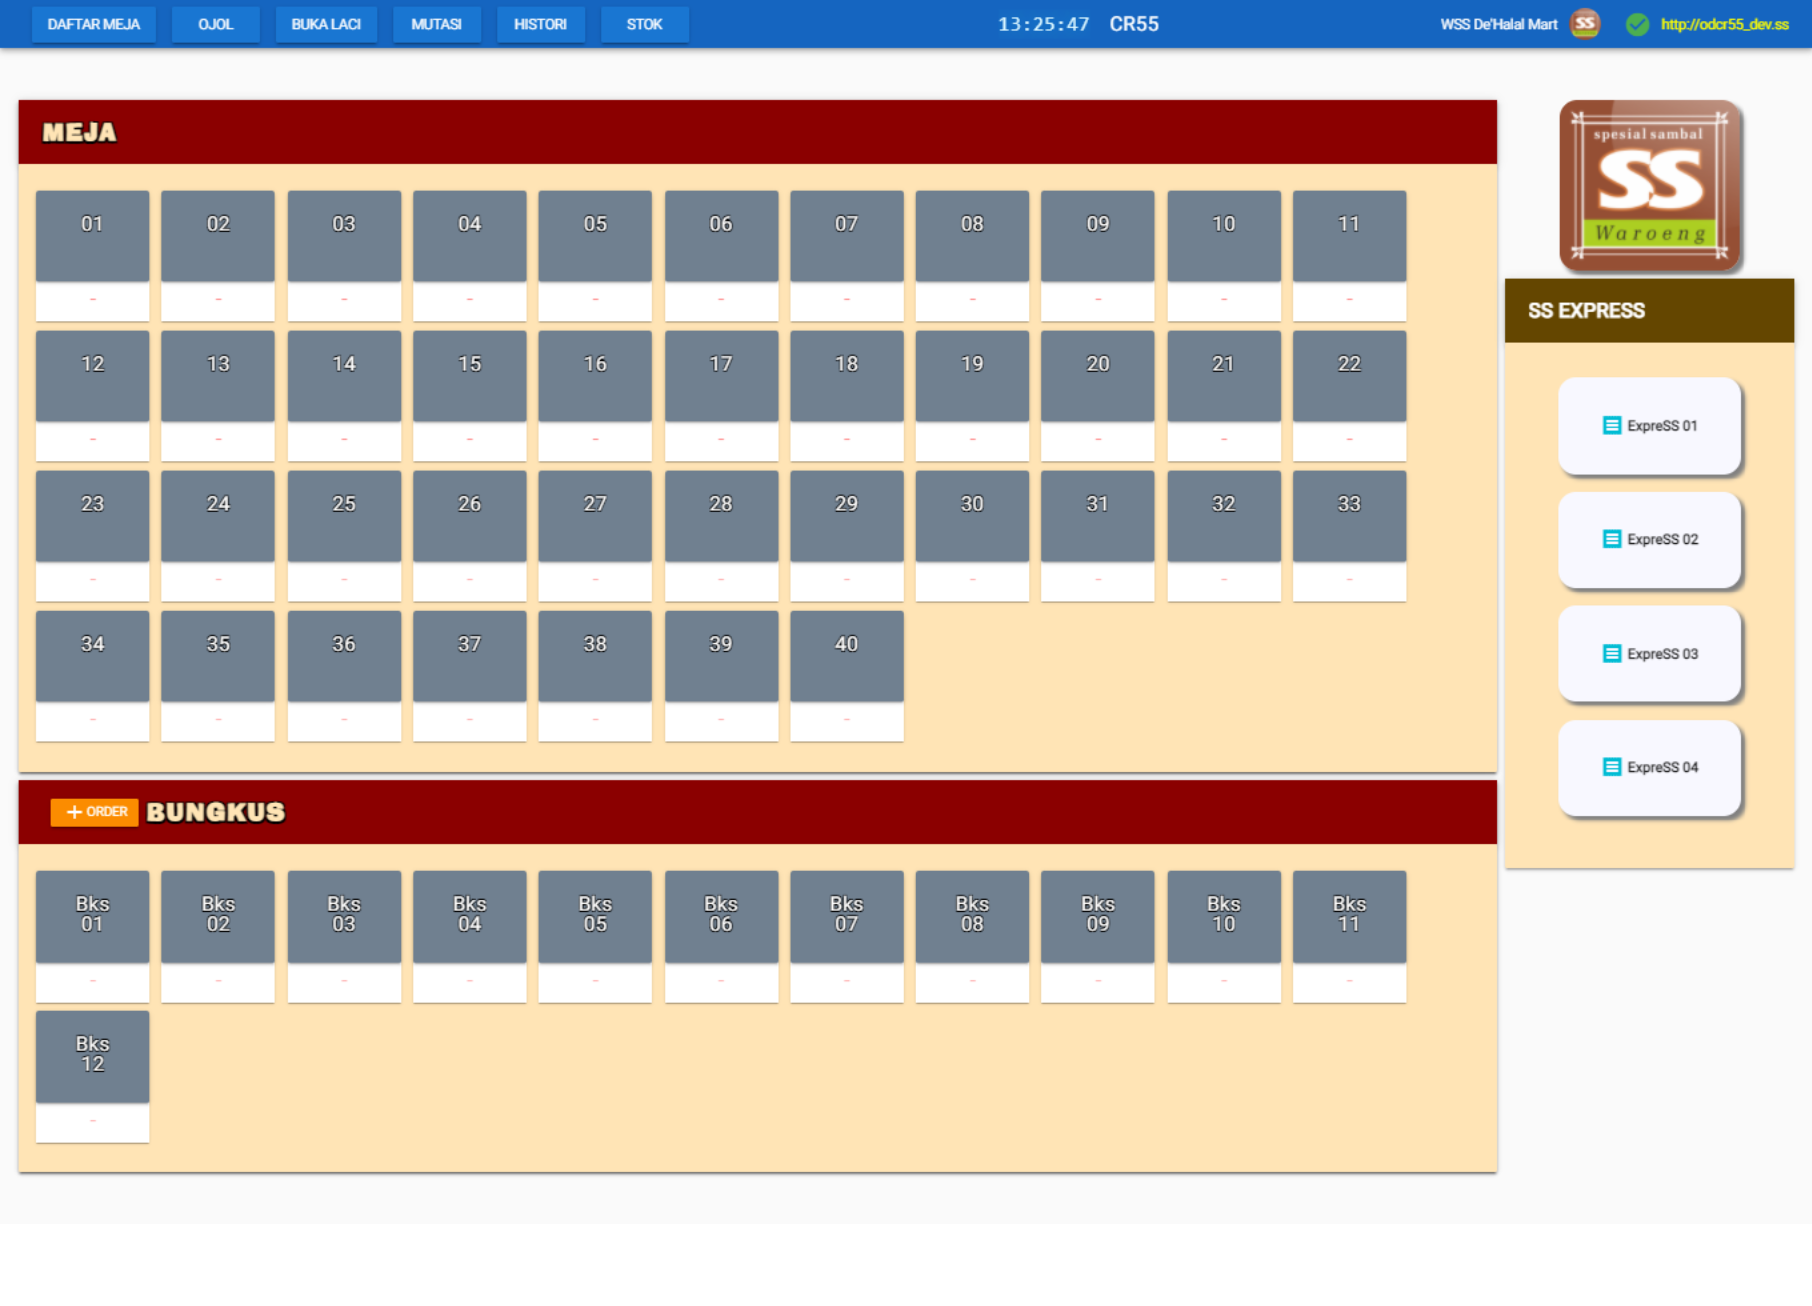 DAFTAR MEJA OJOL BUKA LACI MUTASI HISTORI STOK 13:25:47 CR55 WSS De'Halal Mart SS http://odcr55_dev.ss
MEJA
01 02 03 04 05 06 07 08 09 10 11
- - - - - - - - - - -
12 13 14 15 16 17 18 19 20 21 22
- - - - - - - - - - -
23 24 25 26 27 28 29 30 31 32 33
- - - - - - - - - - -
34 35 36 37 38 39 40
- - - - - - -
+ ORDER BUNGKUS
Bks 01 Bks 02 Bks 03 Bks 04 Bks 05 Bks 06 Bks 07 Bks 08 Bks 09 Bks 10 Bks 11
- - - - - - - - - - -
Bks 12
-
spesial sambal
SS
Waroeng
SS EXPRESS
ExpreSS 01
ExpreSS 02
ExpreSS 03
ExpreSS 04